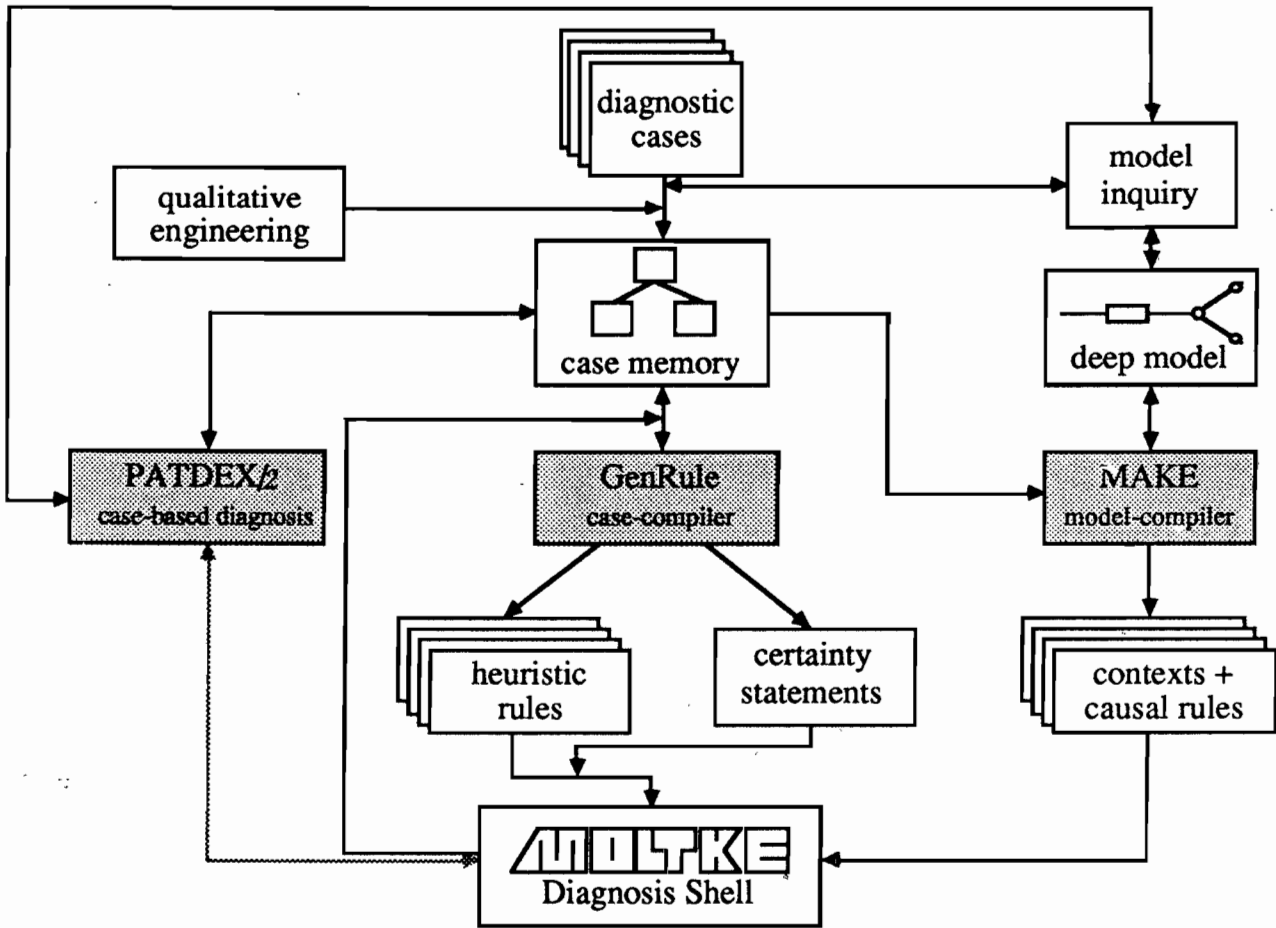 diagnostic
cases
model
inquiry
qualitative
engineering
case memory
deep model
PATDEX/2
case-based diagnosis
GenRule
case-compiler
MAKE
model-compiler
heuristic
rules
certainty
statements
contexts +
causal rules
MOLTKE
Diagnosis Shell